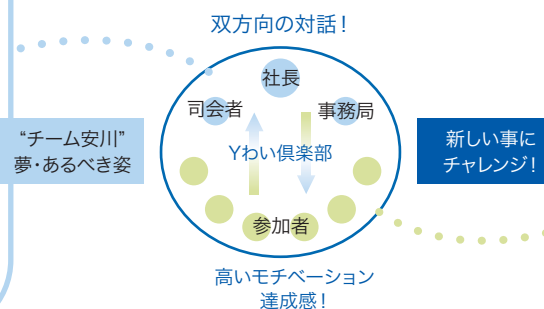 双方向の対話！
社長
司会者
事務局
“チーム安川”
夢・あるべき姿
Yわい倶楽部
新しい事に
チャレンジ！
参加者
高いモチベーション
達成感！